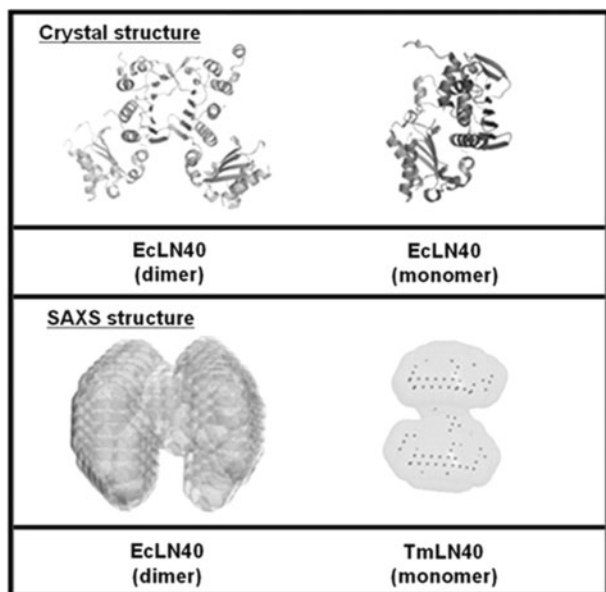 Crystal structure
EcLN40
(dimer)
EcLN40
(monomer)
SAXS structure
EcLN40
(dimer)
TmLN40
(monomer)